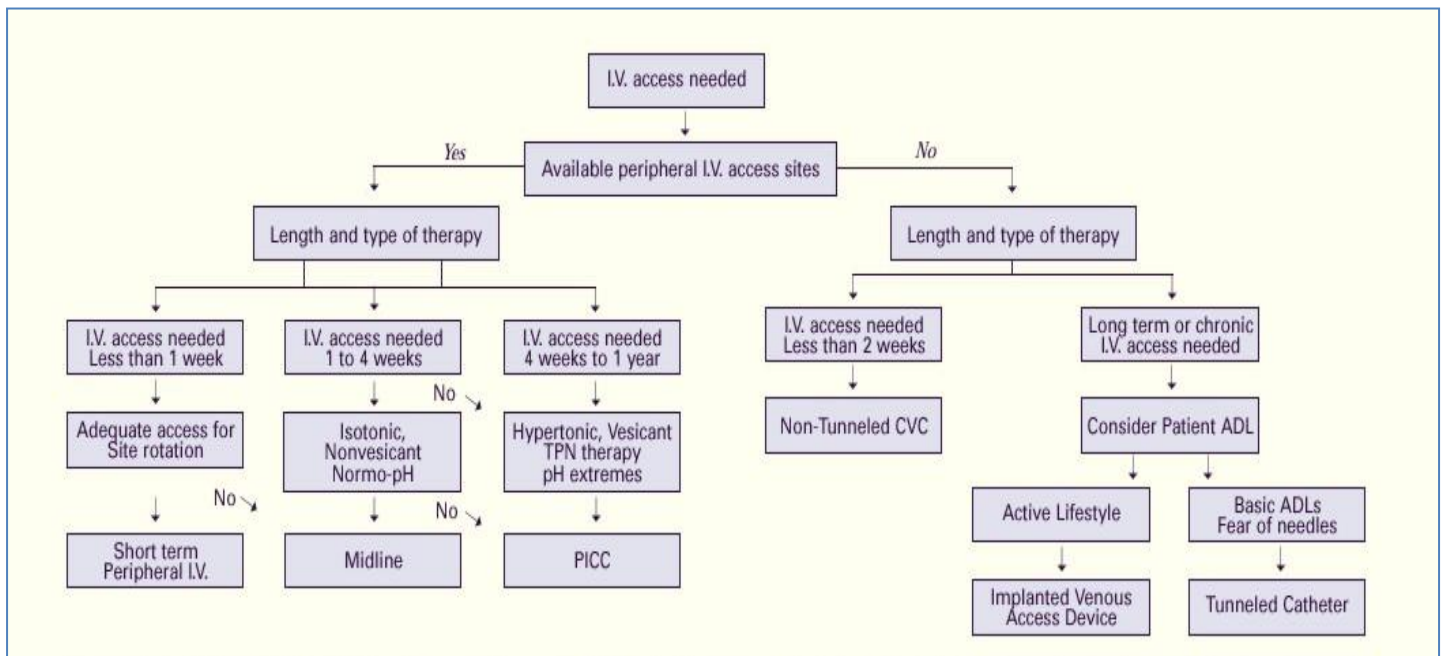 I.V. access needed
Yes
Available peripheral I.V. access sites
No
Length and type of therapy
Length and type of therapy
I.V. access needed
Less than 1 week
I.V. access needed
1 to 4 weeks
I.V. access needed
4 weeks to 1 year
I.V. access needed
Less than 2 weeks
Long term or chronic
I.V. access needed
No
Adequate access for
Site rotation
Isotonic,
Nonvesicant
Normo-pH
Hypertonic, Vesicant
TPN therapy
pH extremes
Non-Tunneled CVC
Consider Patient ADL
No
No
Active Lifestyle
Basic ADLs
Fear of needles
Short term
Peripheral I.V.
Midline
PICC
Implanted Venous
Access Device
Tunneled Catheter